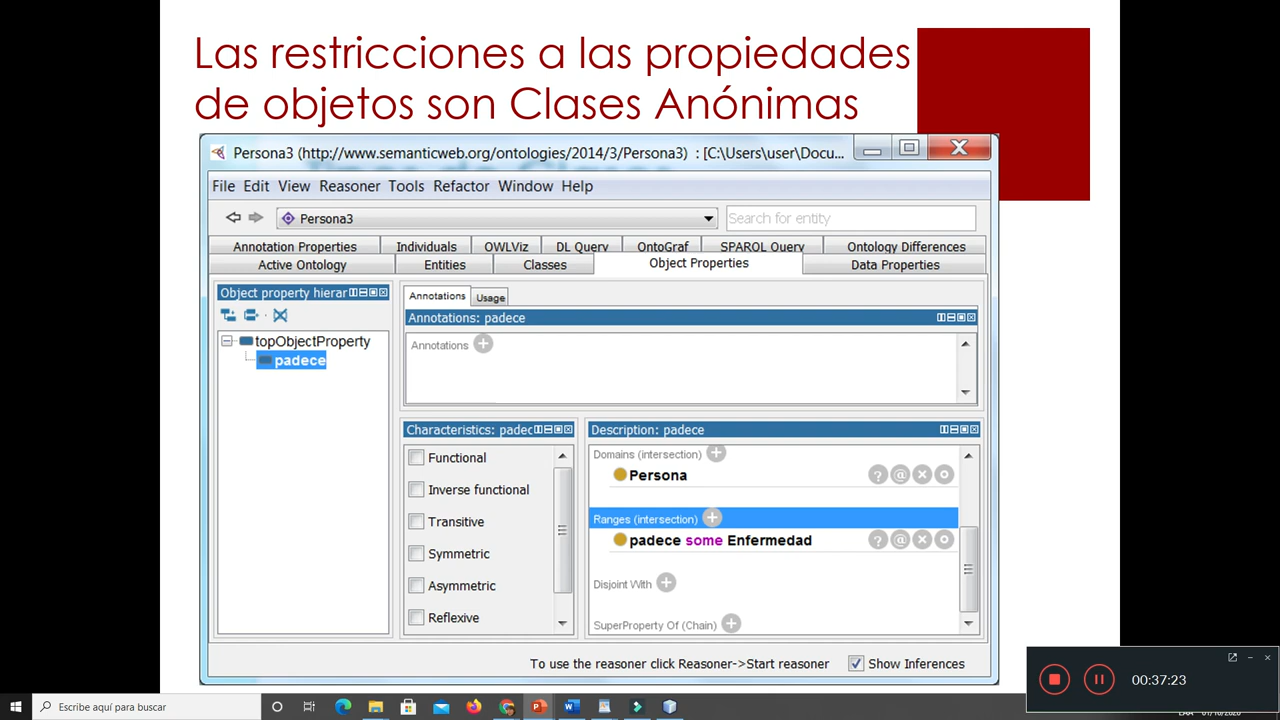 Las restricciones a las propiedades
de objetos son Clases Anónimas
Persona3 (http://www.semanticweb.org/ontologies/2014/3/Persona3) : [C:\Users\user\Docu...
File Edit View Reasoner Tools Refactor Window Help
Persona3
Search for entity
Annotation Properties Individuals OWLViz DL Query OntoGraf SPARQL Query Ontology Differences
Active Ontology Entities Classes Object Properties Data Properties
Object property hierar
topObjectProperty
padece
Annotations Usage
Annotations: padece
Annotations
Characteristics: padec
Functional
Inverse functional
Transitive
Symmetric
Asymmetric
Reflexive
Description: padece
Domains (intersection)
Persona
Ranges (intersection)
padece some Enfermedad
Disjoint With
SuperProperty Of (Chain)
To use the reasoner click Reasoner->Start reasoner Show Inferences
00:37:23
Escribe aquí para buscar